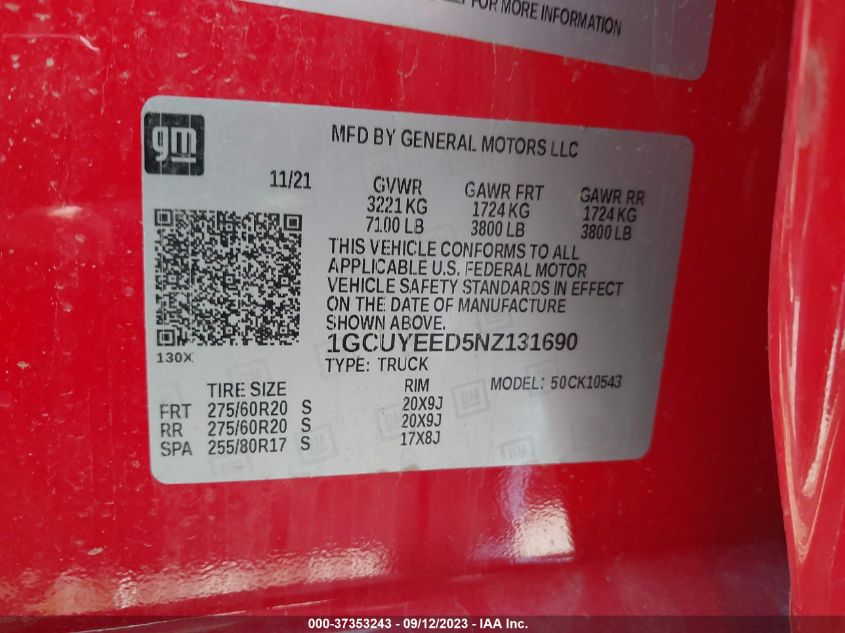 FOR MORE INFORMATION
gm
MFD BY GENERAL MOTORS LLC
11/21
GVWR GAWR FRT GAWR RR
3221 KG 1724 KG 1724 KG
7100 LB 3800 LB 3800 LB
THIS VEHICLE CONFORMS TO ALL
APPLICABLE U.S. FEDERAL MOTOR
VEHICLE SAFETY STANDARDS IN EFFECT
ON THE DATE OF MANUFACTURE
SHOWN ABOVE.
1GCUYEED5NZ131690
130X
TYPE: TRUCK
TIRE SIZE RIM MODEL: 50CK10543
FRT 275/60R20 S 20X9J
RR 275/60R20 S 20X9J
SPA 255/80R17 S 17X8J
000-37353243 - 09/12/2023 - IAA Inc.